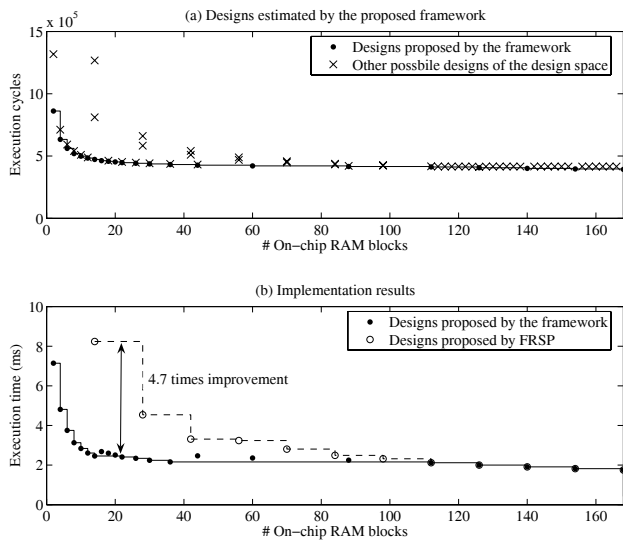 (a) Designs estimated by the proposed framework
15 x 10^5
Designs proposed by the framework
Other possbile designs of the design space
10
5
0
Execution cycles
0 20 40 60 80 100 120 140 160
# On-chip RAM blocks
(b) Implementation results
10
Designs proposed by the framework
Designs proposed by FRSP
8
6
4.7 times improvement
4
2
0
Execution time (ms)
0 20 40 60 80 100 120 140 160
# On-chip RAM blocks